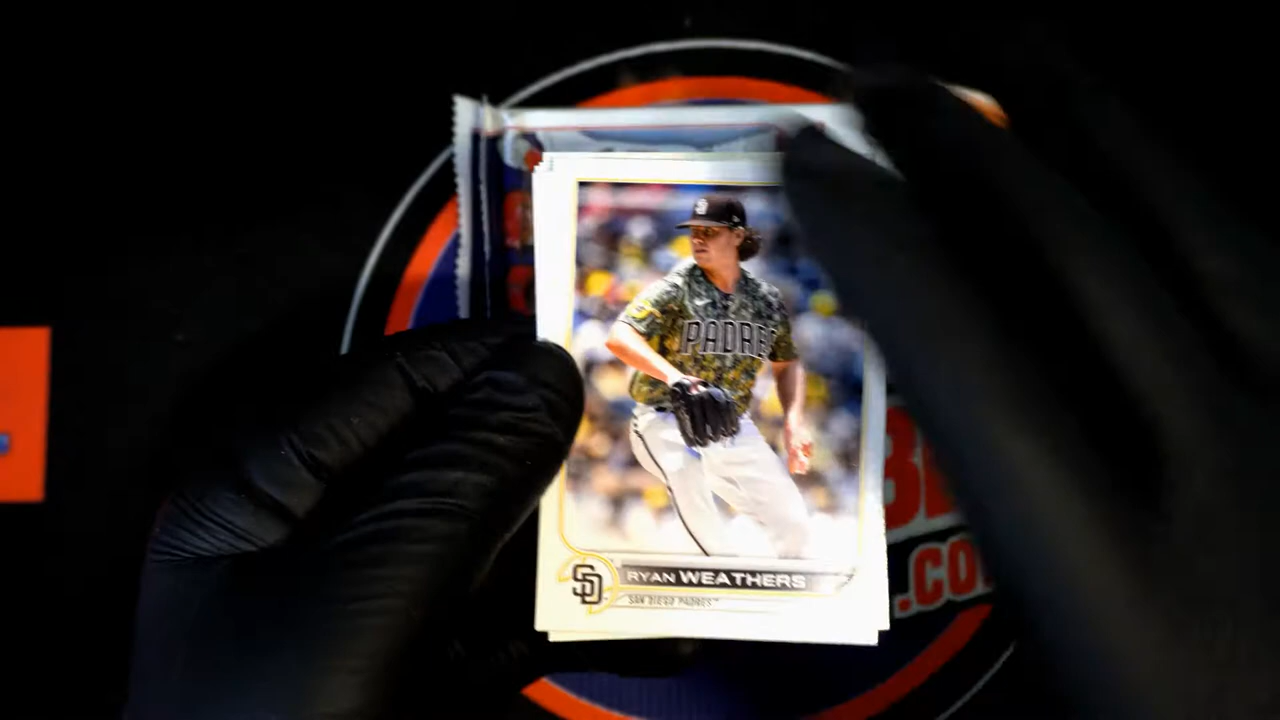 PADRES
SD
RYAN WEATHERS
SAN DIEGO PADRES
.CO